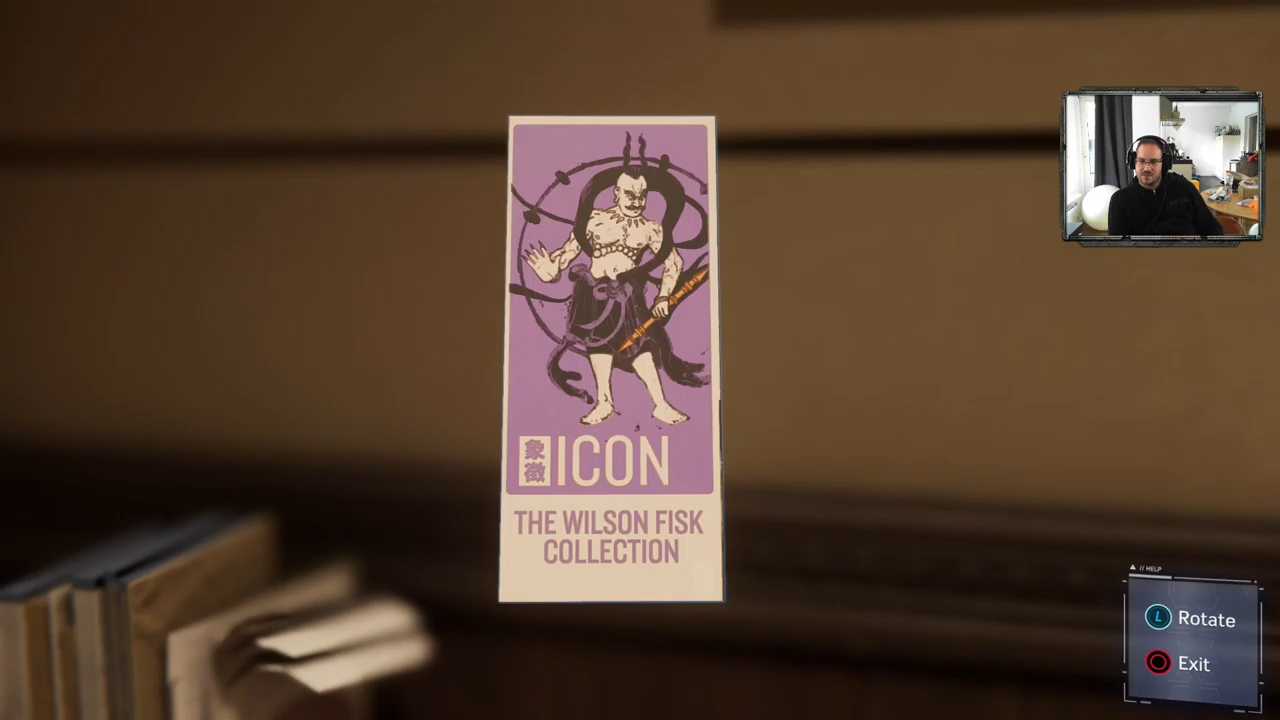 象徵
ICON
THE WILSON FISK
COLLECTION
// HELP
L Rotate
Exit